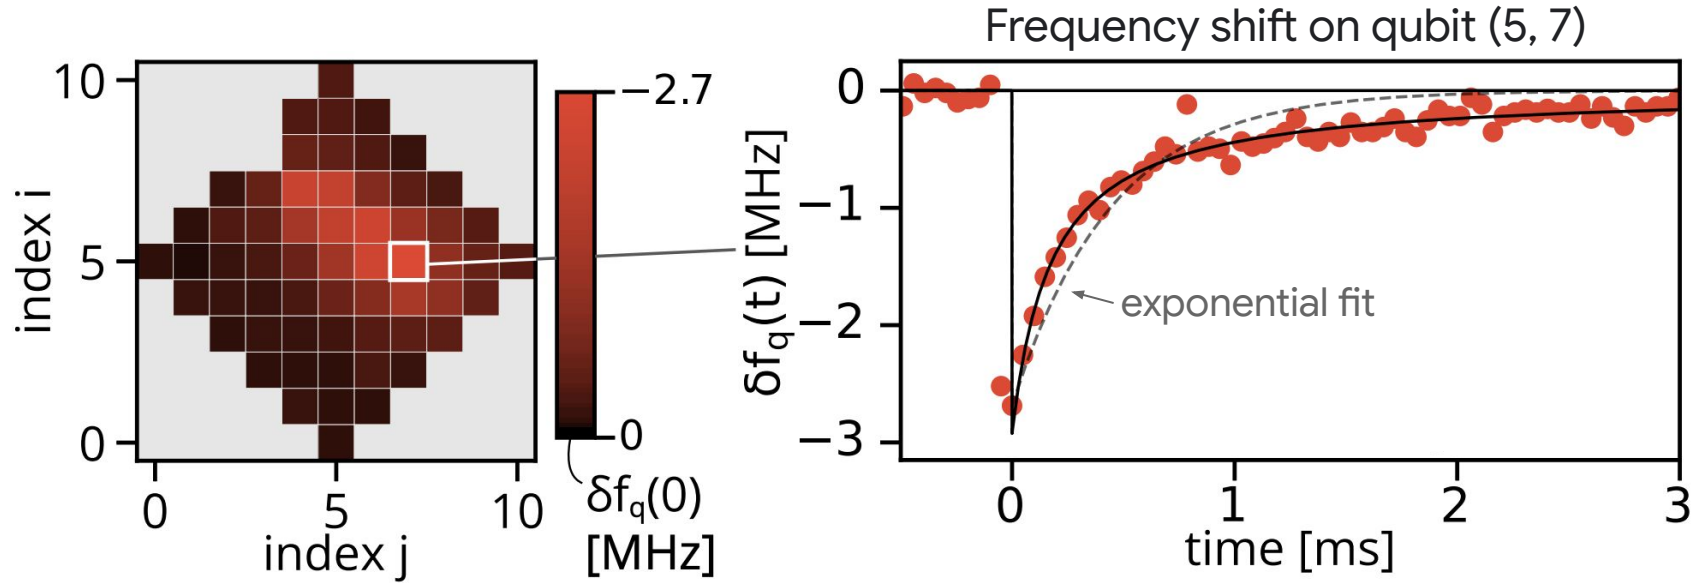 Frequency shift on qubit (5, 7)
10
5
0
index i
0
5
10
index j
−2.7
0
δfq(0)
[MHz]
δfq(t) [MHz]
0
−1
−2
−3
exponential fit
0
1
2
3
time [ms]